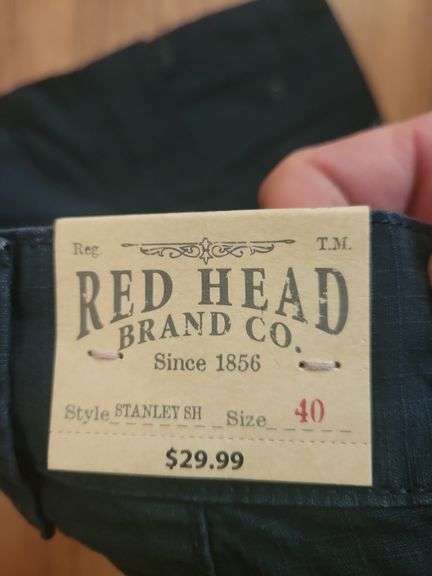 Reg. T.M.
RED HEAD
BRAND CO.
Since 1856
Style STANLEY SH Size 40
$29.99